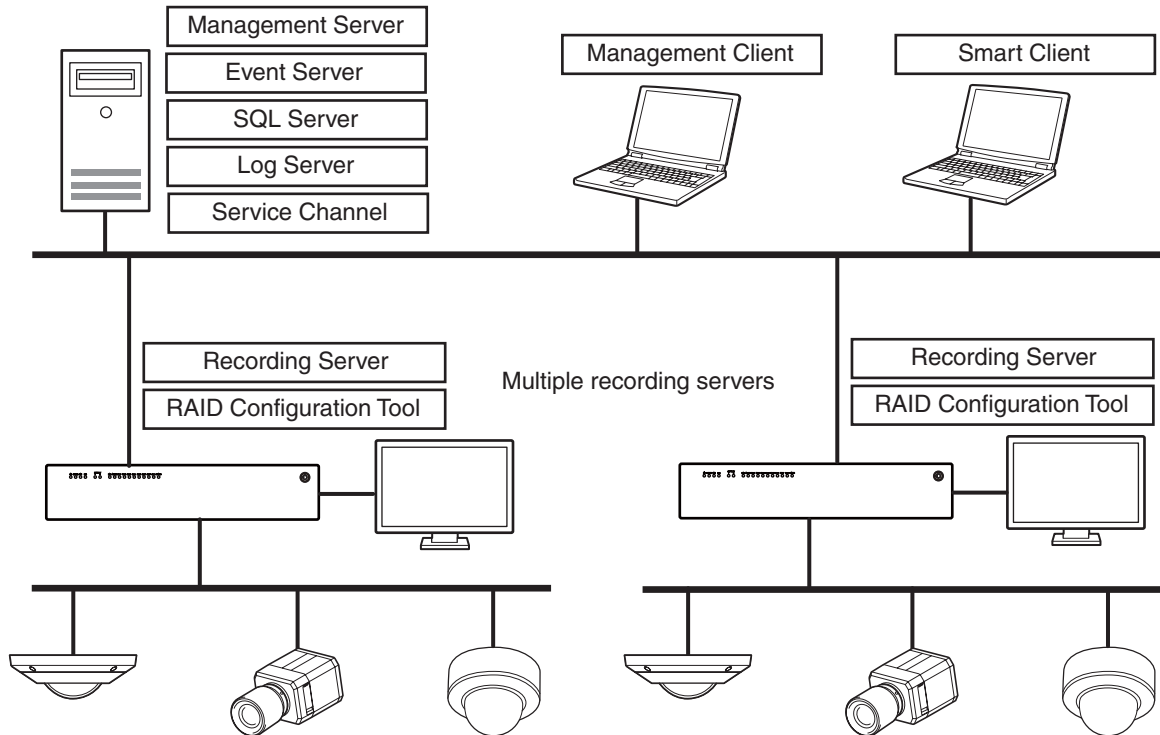 Management Server
Event Server
SQL Server
Log Server
Service Channel
Management Client
Smart Client
Recording Server
RAID Configuration Tool
Multiple recording servers
Recording Server
RAID Configuration Tool